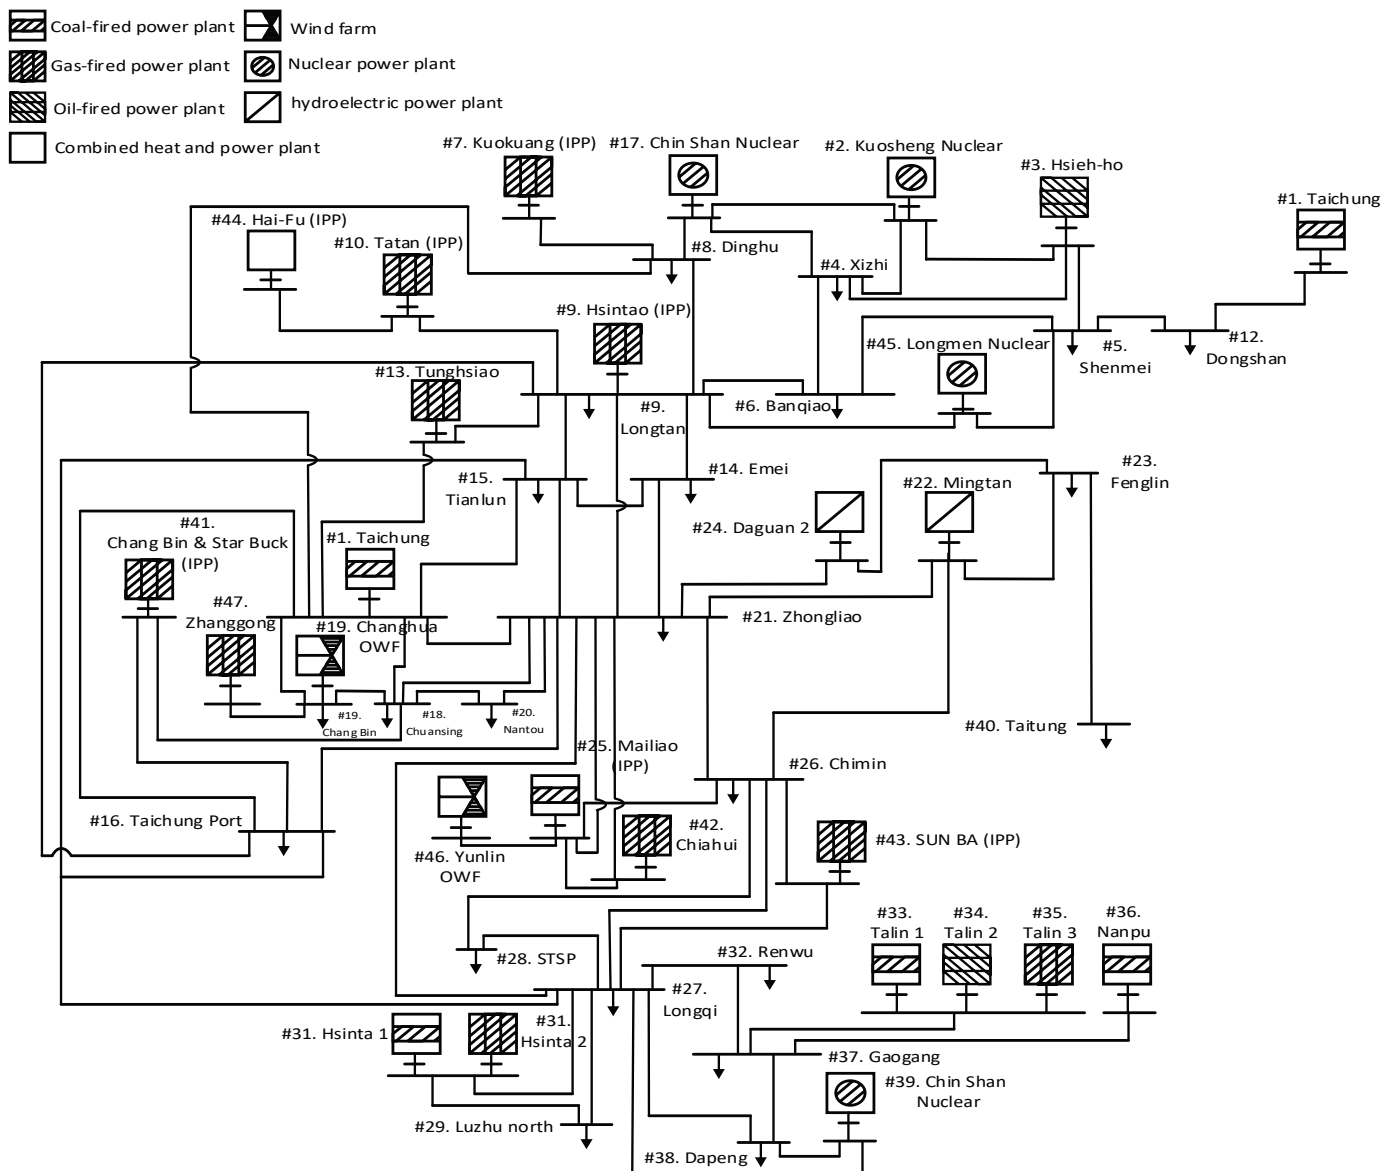 Coal-fired power plant
Wind farm
Gas-fired power plant
Nuclear power plant
Oil-fired power plant
hydroelectric power plant
Combined heat and power plant
#7. Kuokuang (IPP)
#17. Chin Shan Nuclear
#2. Kuosheng Nuclear
#3. Hsieh-ho
#1. Taichung
#44. Hai-Fu (IPP)
#10. Tatan (IPP)
#8. Dinghu
#4. Xizhi
#9. Hsintao (IPP)
#45. Longmen Nuclear
#5.
Shenmei
#12.
Dongshan
#13. Tunghsiao
#9.
Longtan
#6. Banqiao
#15.
Tianlun
#14. Emei
#23.
Fenglin
#22. Mingtan
#24. Daguan 2
#41.
Chang Bin & Star Buck
(IPP)
#1. Taichung
#47.
Zhanggong
#19. Changhua
OWF
#21. Zhongliao
#19.
Chang Bin
#18.
Chuansing
#20.
Nantou
#40. Taitung
#25. Mailiao
(IPP)
#26. Chimin
#16. Taichung Port
#42.
Chiahui
#43. SUN BA (IPP)
#46. Yunlin
OWF
#33.
Talin 1
#34.
Talin 2
#35.
Talin 3
#36.
Nanpu
#28. STSP
#32. Renwu
#27.
Longqi
#31. Hsinta 1
#31.
Hsinta 2
#37. Gaogang
#39. Chin Shan
Nuclear
#29. Luzhu north
#38. Dapeng